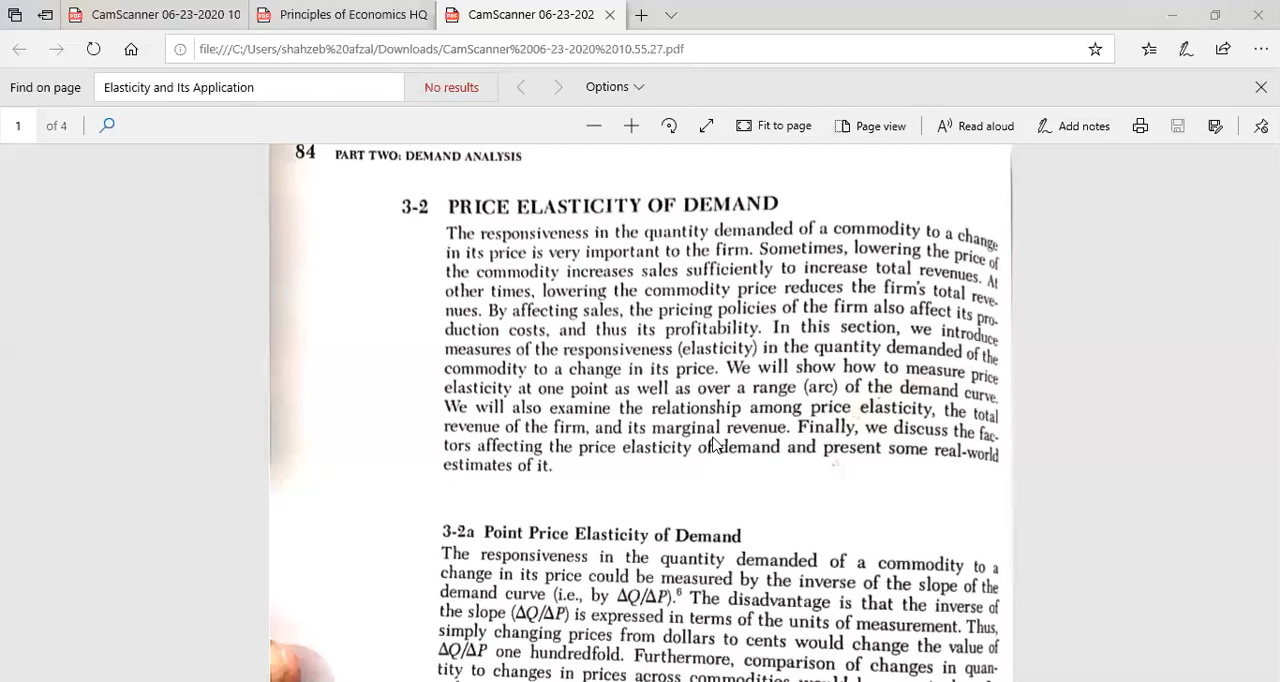 CamScanner 06-23-2020 10
Principles of Economics HQ
CamScanner 06-23-202
file:///C:/Users/shahzeb%20afzal/Downloads/CamScanner%2006-23-2020%2010.55.27.pdf
Find on page
Elasticity and Its Application
No results
Options
1 of 4
Fit to page
Page view
Read aloud
Add notes
84 PART TWO: DEMAND ANALYSIS
3-2 PRICE ELASTICITY OF DEMAND
The responsiveness in the quantity demanded of a commodity to a change
in its price is very important to the firm. Sometimes, lowering the price of
the commodity increases sales sufficiently to increase total revenues. At
other times, lowering the commodity price reduces the firm's total reve-
nues. By affecting sales, the pricing policies of the firm also affect its pro-
duction costs, and thus its profitability. In this section, we introduce
measures of the responsiveness (elasticity) in the quantity demanded of the
commodity to a change in its price. We will show how to measure price
elasticity at one point as well as over a range (arc) of the demand curve.
We will also examine the relationship among price elasticity, the total
revenue of the firm, and its marginal revenue. Finally, we discuss the fac-
tors affecting the price elasticity of demand and present some real-world
estimates of it.
3-2a Point Price Elasticity of Demand
The responsiveness in the quantity demanded of a commodity to a
change in its price could be measured by the inverse of the slope of the
demand curve (i.e., by ΔQ/ΔP).⁶ The disadvantage is that the inverse of
the slope (ΔQ/ΔP) is expressed in terms of the units of measurement. Thus,
simply changing prices from dollars to cents would change the value of
ΔQ/ΔP one hundredfold. Furthermore, comparison of changes in quan-
tity to changes in prices across commodities